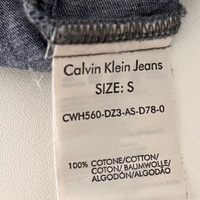 Calvin Klein Jeans
SIZE: S
CWH560-DZ3-AS-D78-0
100% COTONE/COTTON/
COTON/BAUMWOLLE/
ALGODÓN/ALGODÃO